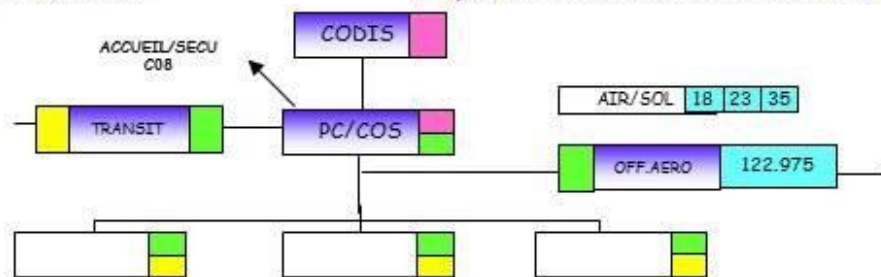 CODIS
ACCUEIL/SECU
C08
AIR/SOL 18 23 35
TRANSIT
PC/COS
OFF.AERO 122.975